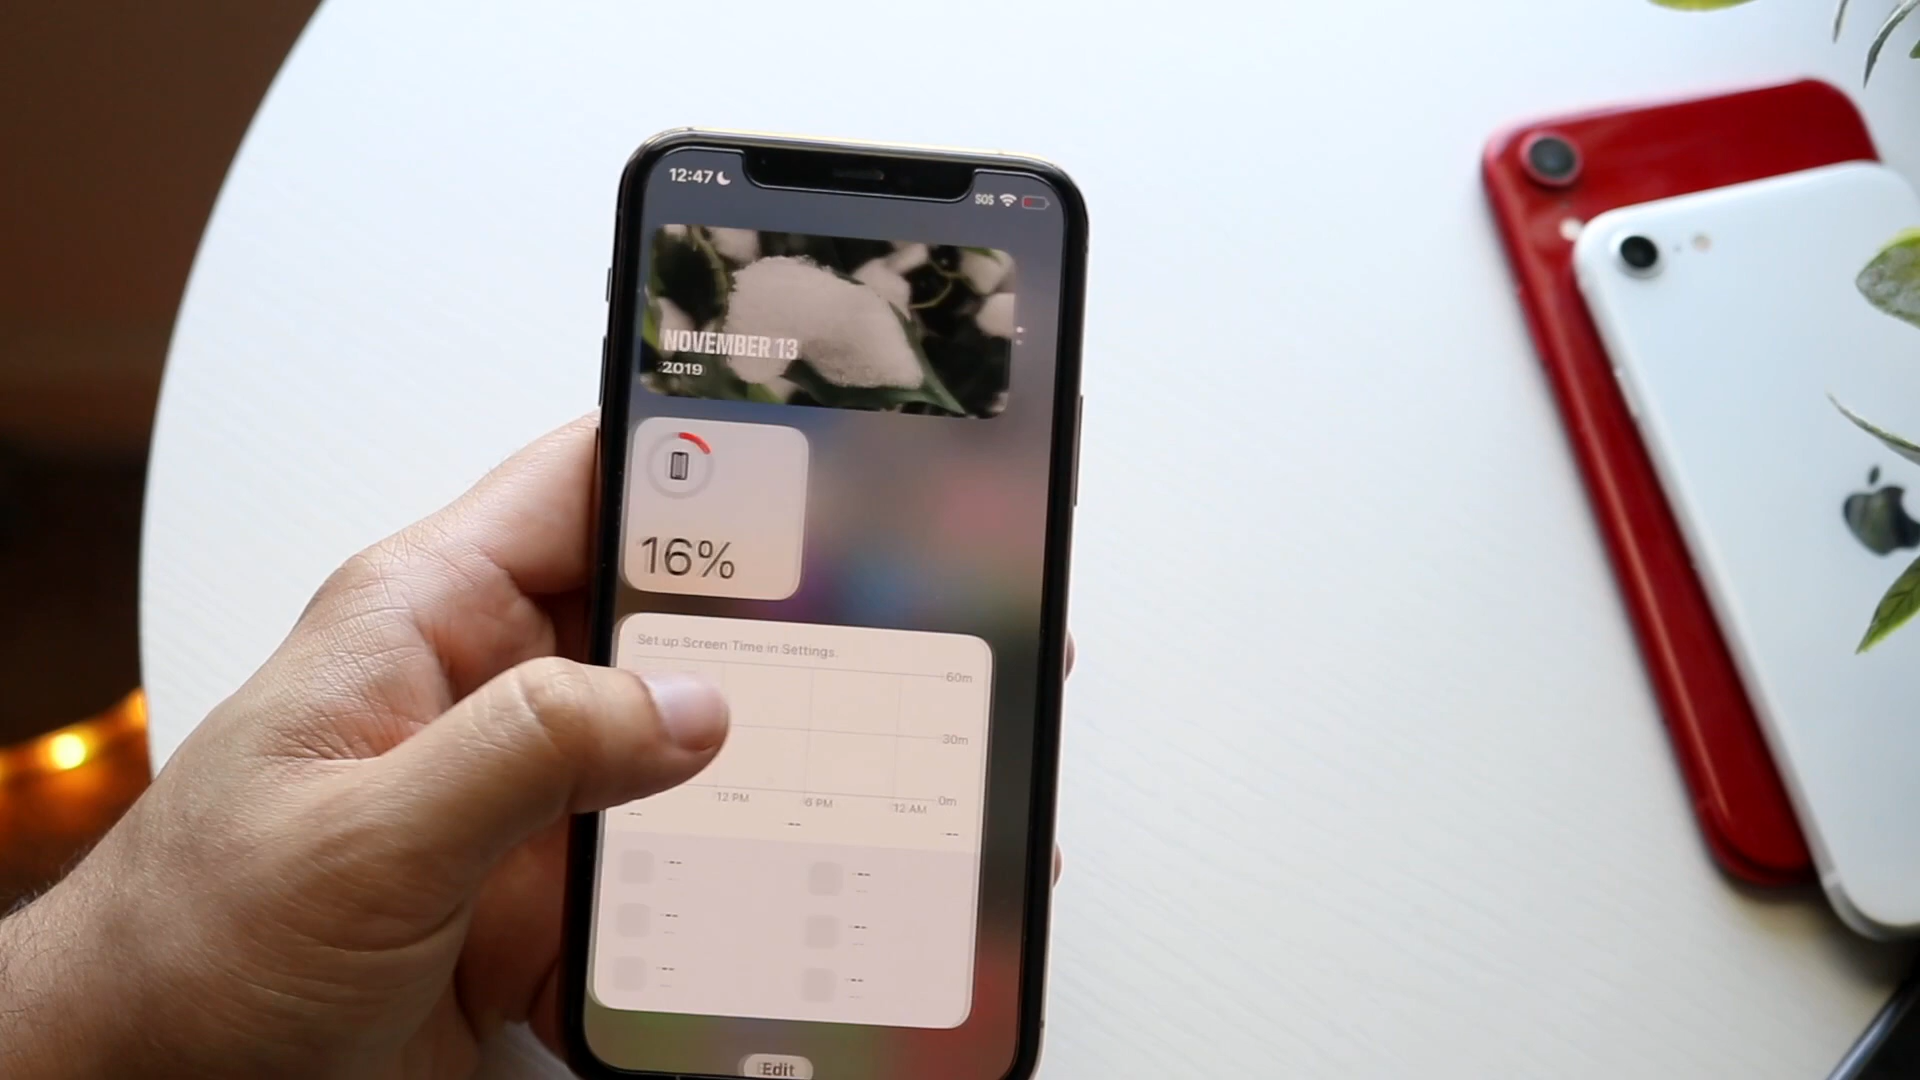 12:47
SOS
NOVEMBER 13
2019
16%
Set up Screen Time in Settings.
60m
30m
0m
12 PM
6 PM
12 AM
Edit